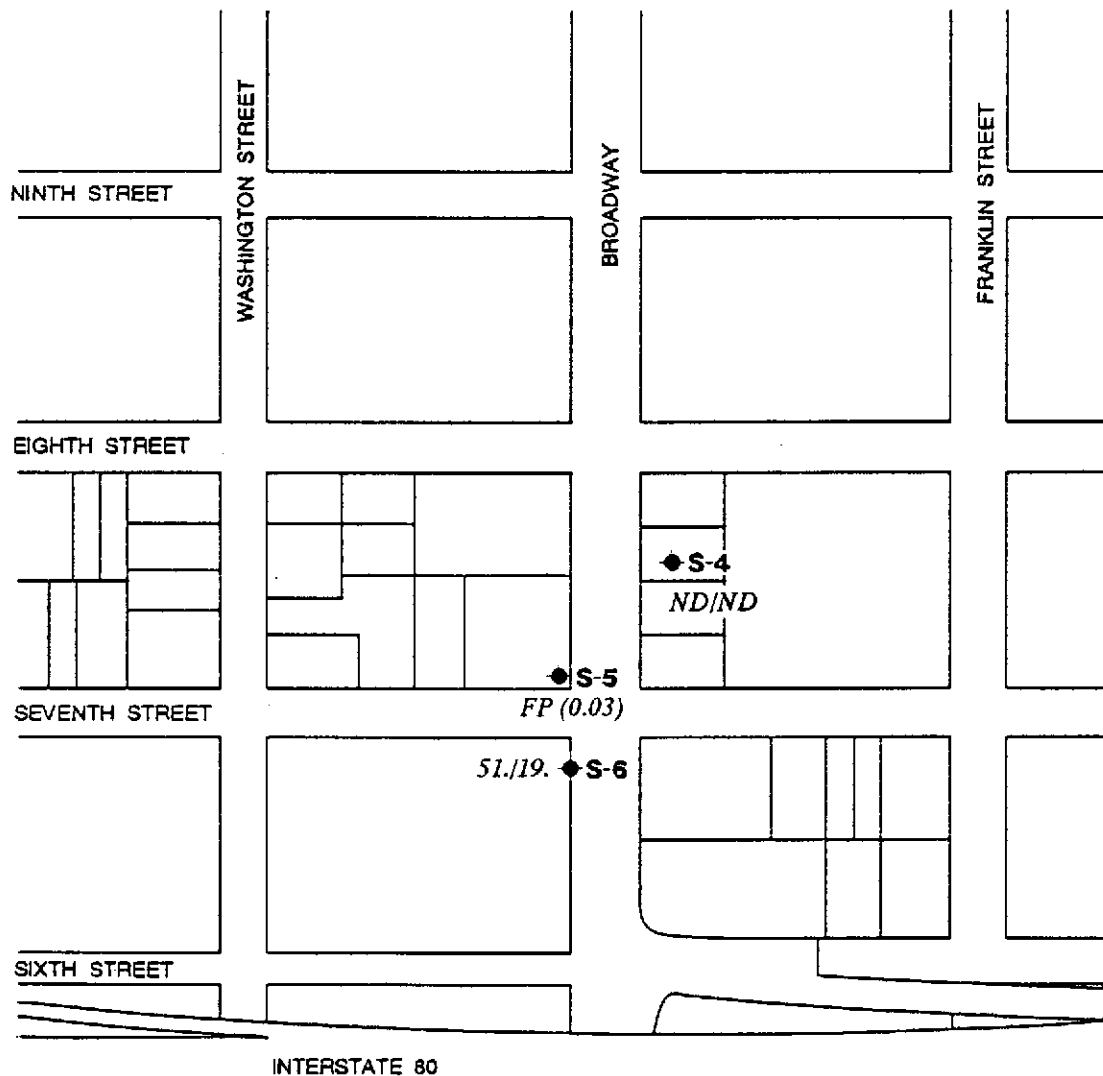 WASHINGTON STREET
BROADWAY
FRANKLIN STREET
NINTH STREET
EIGHTH STREET
S-4
ND/ND
S-5
FP (0.03)
SEVENTH STREET
51./19. S-6
SIXTH STREET
INTERSTATE 80